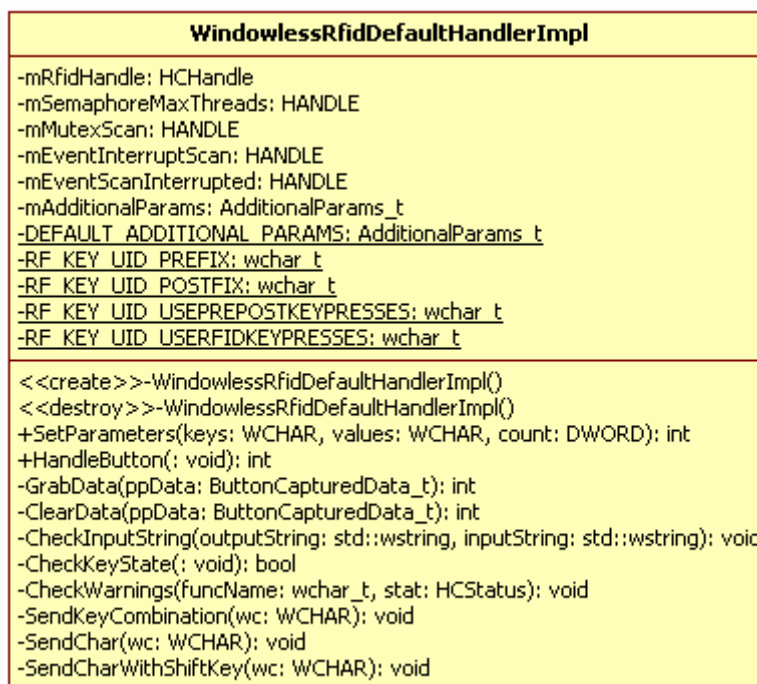 WindowlessRfidDefaultHandlerImpl
-mRfidHandle: HCHandle
-mSemaphoreMaxThreads: HANDLE
-mMutexScan: HANDLE
-mEventInterruptScan: HANDLE
-mEventScanInterrupted: HANDLE
-mAdditionalParams: AdditionalParams_t
-DEFAULT_ADDITIONAL_PARAMS: AdditionalParams_t
-RF_KEY_UID_PREFIX: wchar_t
-RF_KEY_UID_POSTFIX: wchar_t
-RF_KEY_UID_USEPREPOSTKEYPRESSES: wchar_t
-RF_KEY_UID_USERFIDKEYPRESSES: wchar_t
<<create>>-WindowlessRfidDefaultHandlerImpl()
<<destroy>>-WindowlessRfidDefaultHandlerImpl()
+SetParameters(keys: WCHAR, values: WCHAR, count: DWORD): int
+HandleButton(: void): int
-GrabData(ppData: ButtonCapturedData_t): int
-ClearData(ppData: ButtonCapturedData_t): int
-CheckInputString(outputString: std::wstring, inputString: std::wstring): void
-CheckKeyState(: void): bool
-CheckWarnings(funcName: wchar_t, stat: HCStatus): void
-SendKeyCombination(wc: WCHAR): void
-SendChar(wc: WCHAR): void
-SendCharWithShiftKey(wc: WCHAR): void